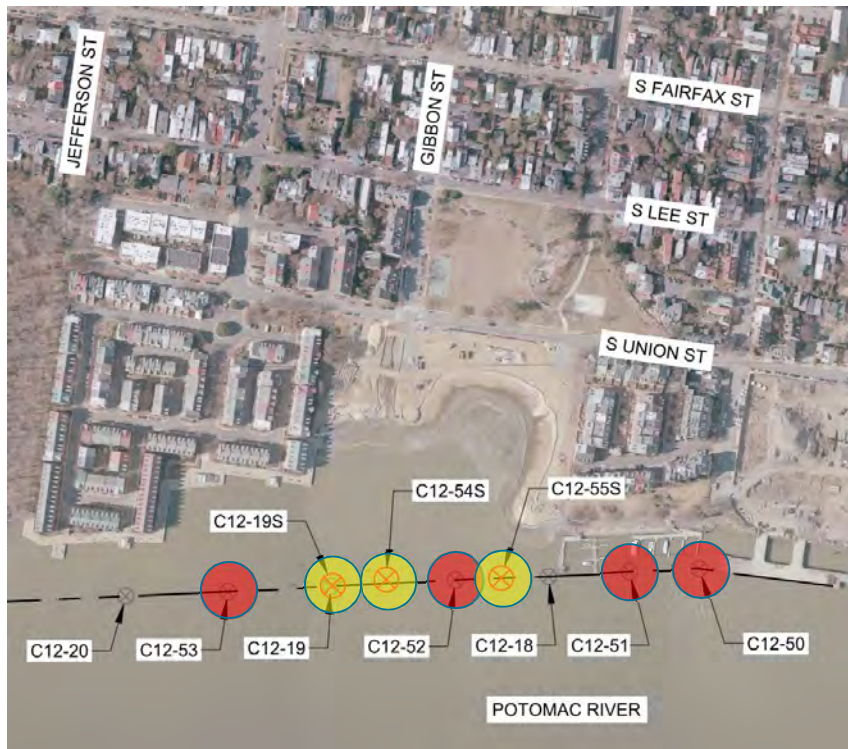 JEFFERSON ST
GIBBON ST
S FAIRFAX ST
S LEE ST
S UNION ST
C12-54S
C12-55S
C12-19S
C12-20
C12-53
C12-19
C12-52
C12-18
C12-51
C12-50
POTOMAC RIVER